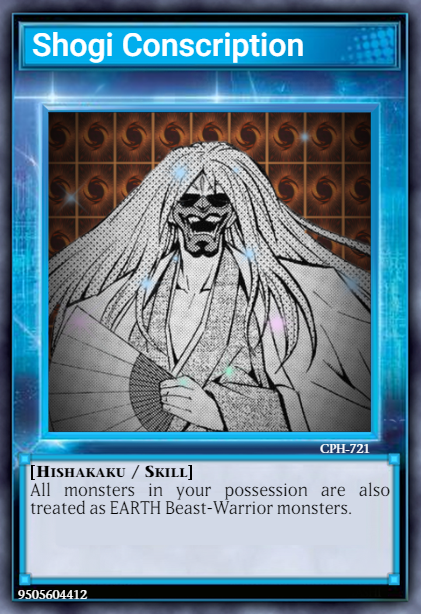 Shogi Conscription
CPH-721
[Hishakaku / Skill]
All monsters in your possession are also
treated as EARTH Beast-Warrior monsters.
9505604412